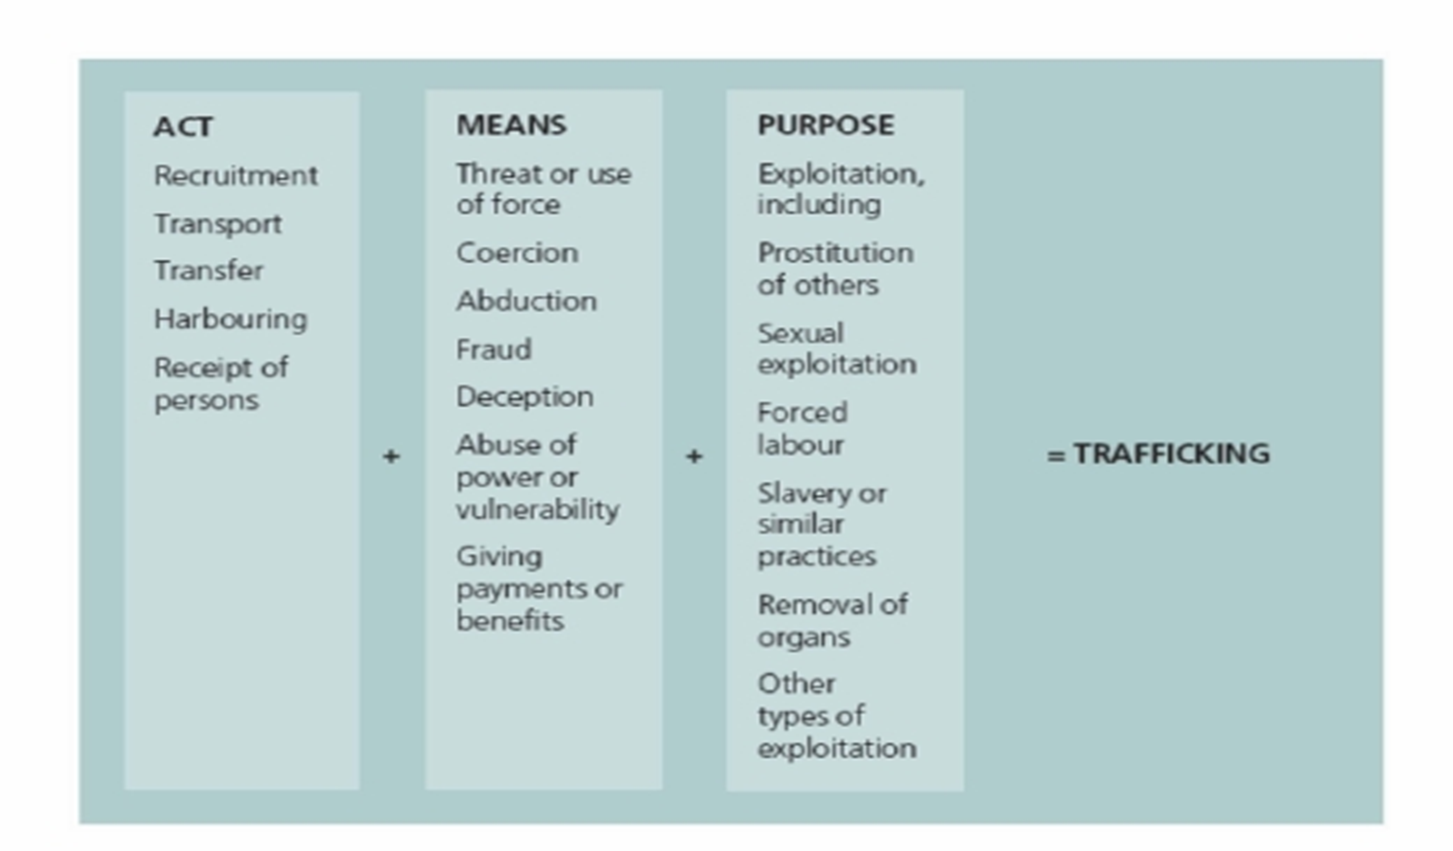 ACT
Recruitment
Transport
Transfer
Harbouring
Receipt of
persons
+
MEANS
Threat or use
of force
Coercion
Abduction
Fraud
Deception
Abuse of
power or
vulnerability
Giving
payments or
benefits
+
PURPOSE
Exploitation,
including
Prostitution
of others
Sexual
exploitation
Forced
labour
Slavery or
similar
practices
Removal of
organs
Other
types of
exploitation
= TRAFFICKING